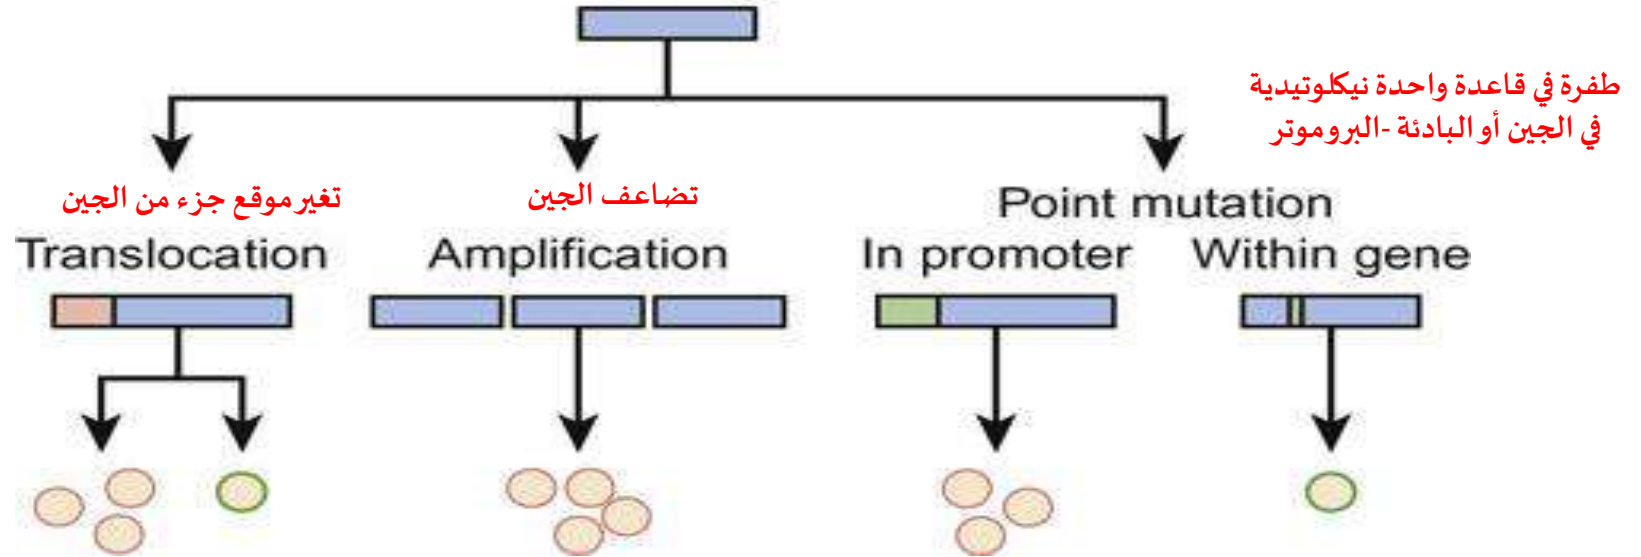 طفرة في قاعدة واحدة نيكلوتيدية
في الجين أو البادئة -البروموتر
تغير موقع جزء من الجين
تضاعف الجين
Point mutation
Translocation
Amplification
In promoter
Within gene